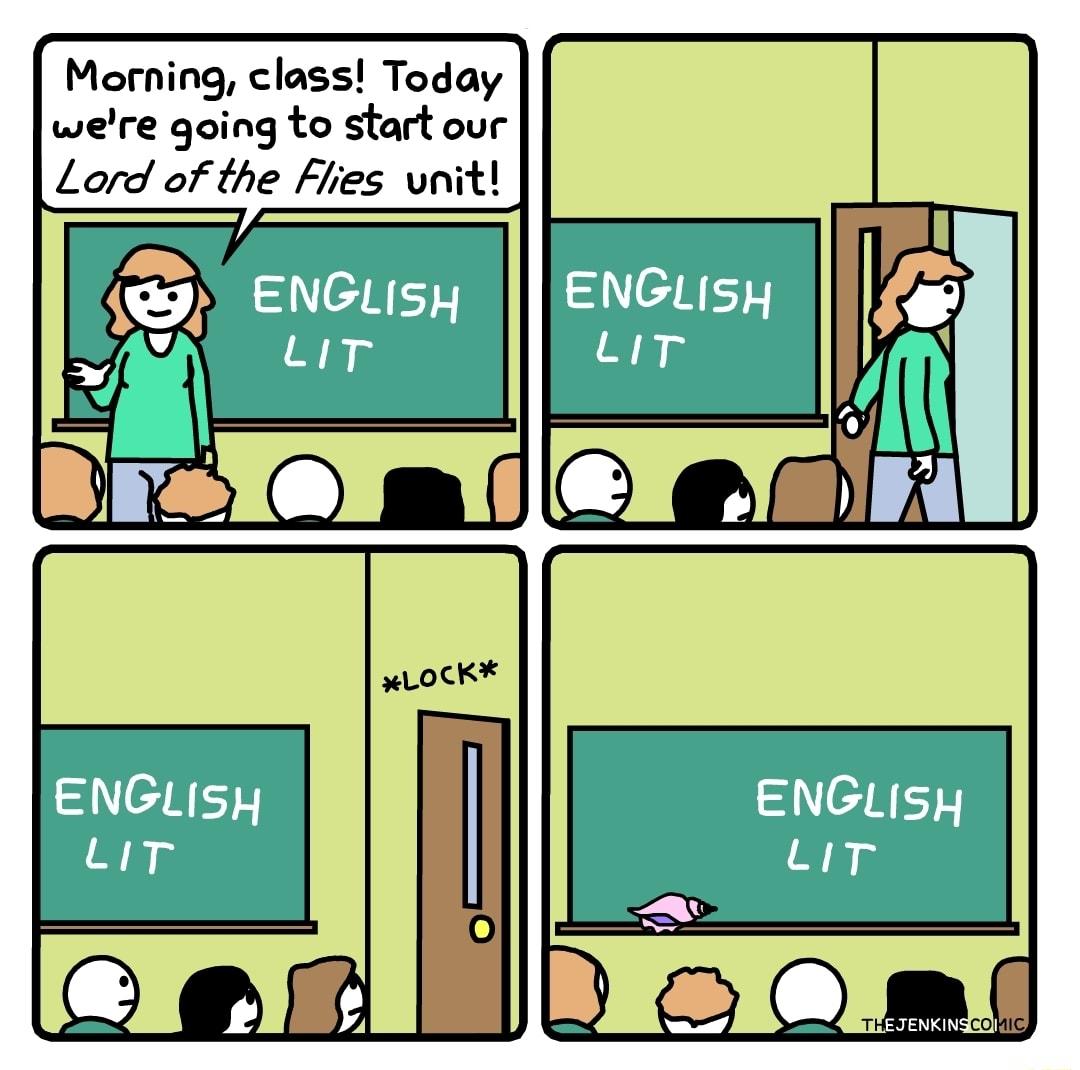 Morning, class! Today
we're going to start our
Lord of the Flies unit!
ENGLISH
LIT
ENGLISH
LIT
*LOCK*
ENGLISH
LIT
ENGLISH
LIT
THEJENKINSCOMIC